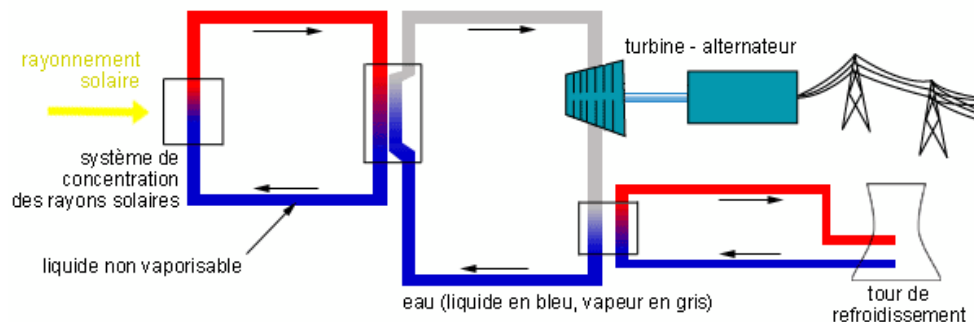 turbine - alternateur
rayonnement
solaire
système de
concentration
des rayons solaires
liquide non vaporisable
eau (liquide en bleu, vapeur en gris)
tour de
refroidissement